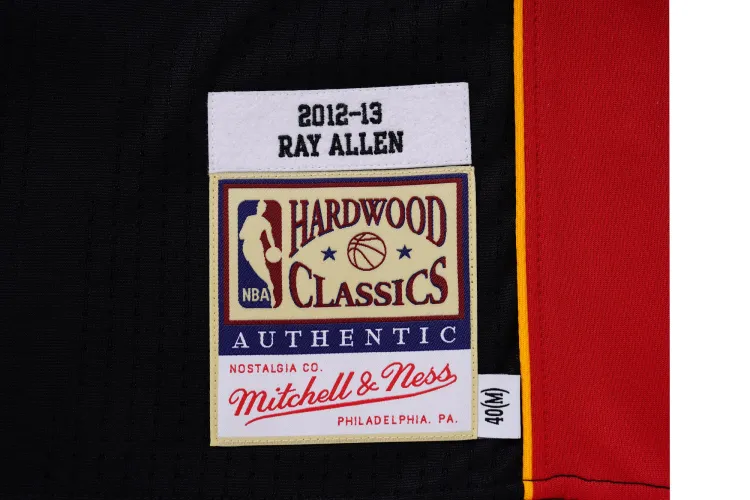 2012-13
RAY ALLEN
HARDWOOD
NBA
CLASSICS
AUTHENTIC
NOSTALGIA CO.
Mitchell & Ness
PHILADELPHIA, PA.
40(M)